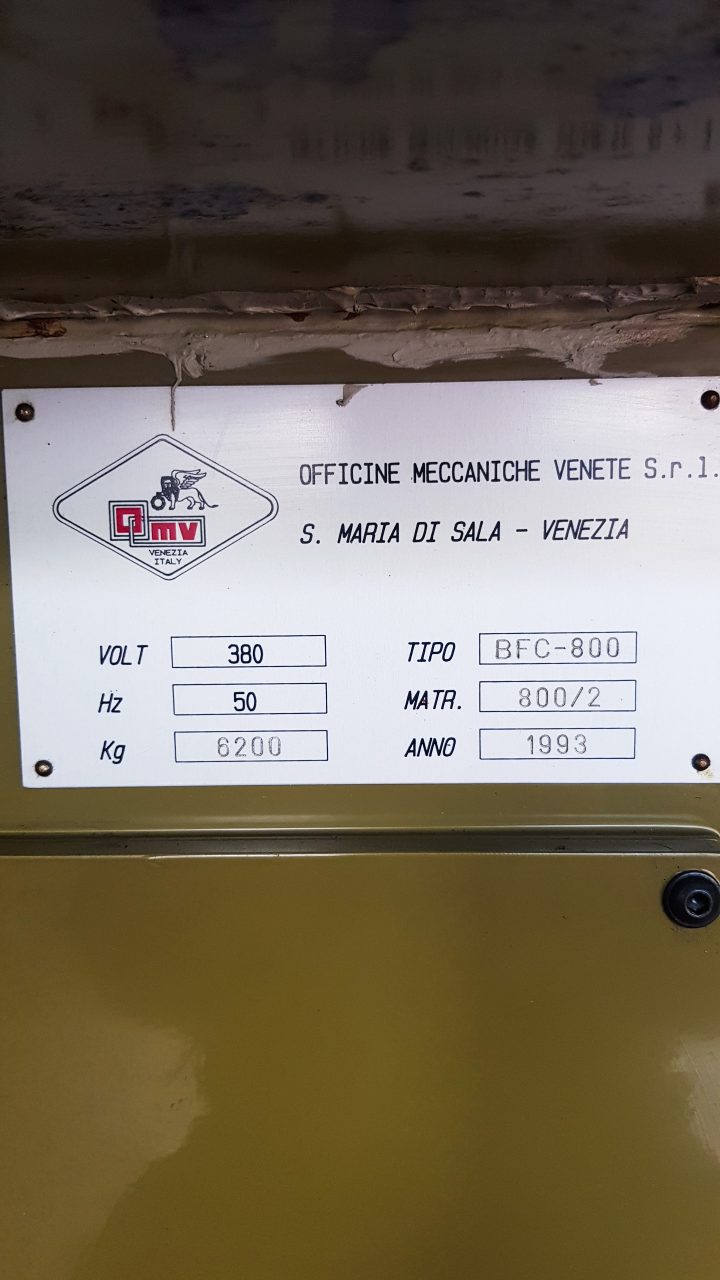 OFFICINE MECCANICHE VENETE S.r.l.
S. MARIA DI SALA - VENEZIA
omv
VENEZIA
ITALY
VOLT 380 TIPO BFC-800
Hz 50 MATR. 800/2
Kg 6200 ANNO 1993